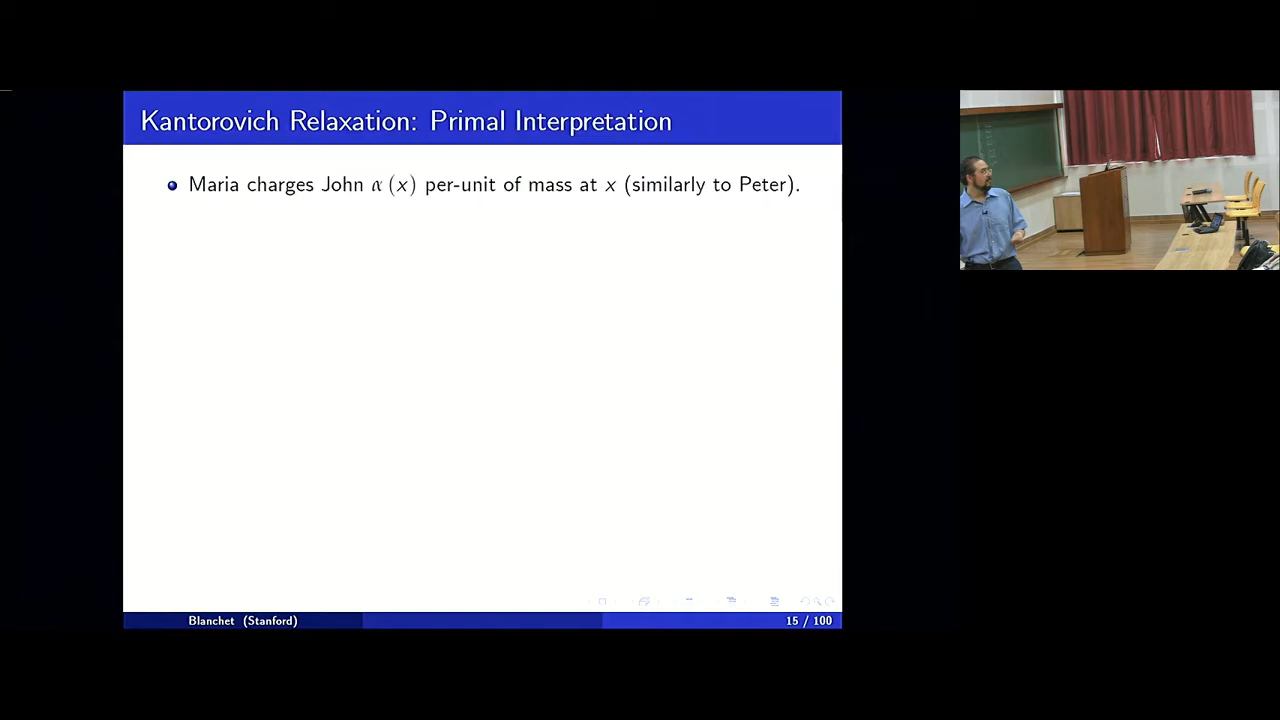 Kantorovich Relaxation: Primal Interpretation
Maria charges John α (x) per-unit of mass at x (similarly to Peter).
Blanchet (Stanford)
15 / 100